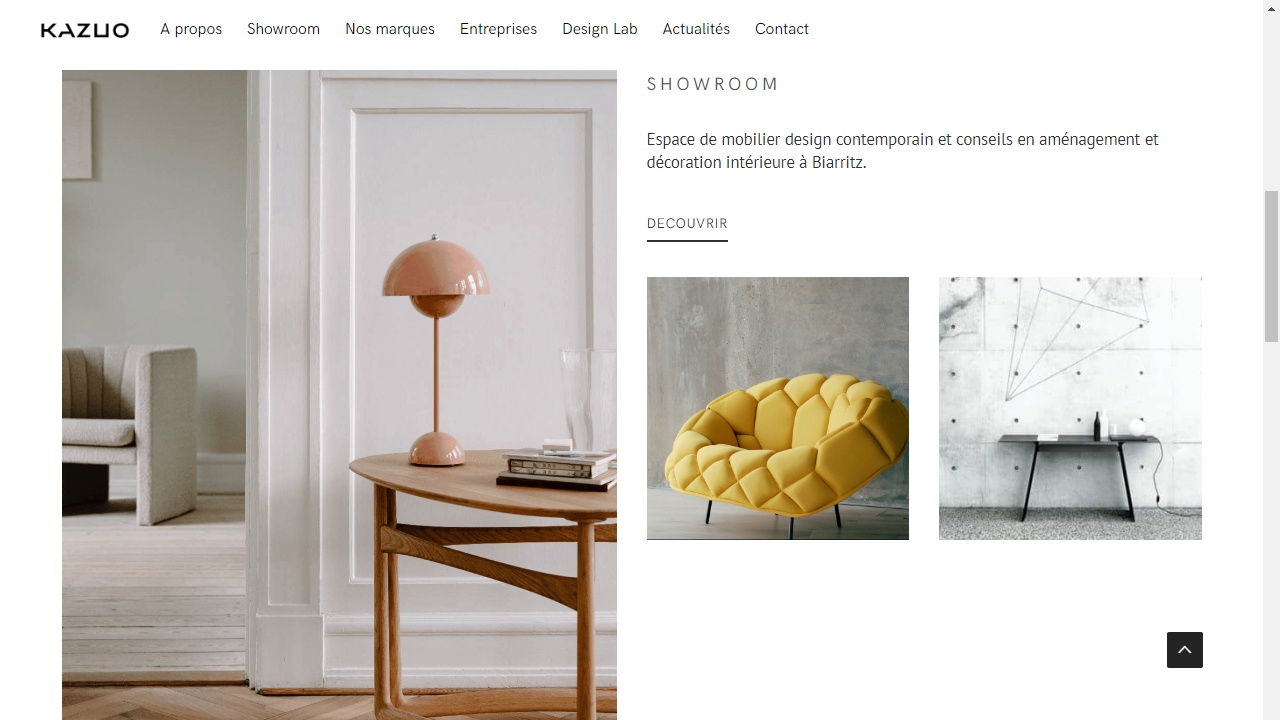 KAZUO
A propos
Showroom
Nos marques
Entreprises
Design Lab
Actualités
Contact
SHOWROOM
Espace de mobilier design contemporain et conseils en aménagement et
décoration intérieure à Biarritz.
DECOUVRIR